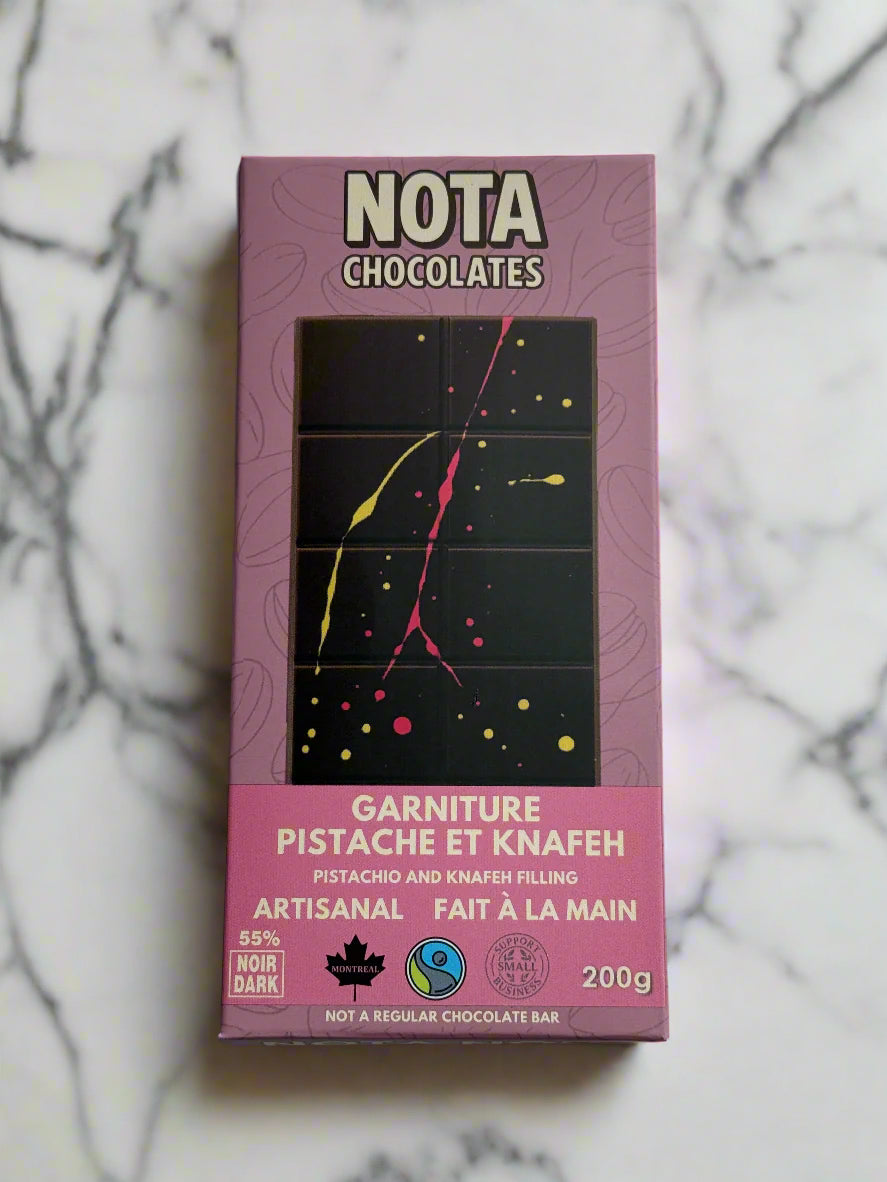 NOTA
CHOCOLATES
GARNITURE
PISTACHE ET KNAFEH
PISTACHIO AND KNAFEH FILLING
ARTISANAL FAIT À LA MAIN
55%
NOIR
DARK
MONTREAL
SUPPORT
SMALL
BUSINESS
200g
NOT A REGULAR CHOCOLATE BAR